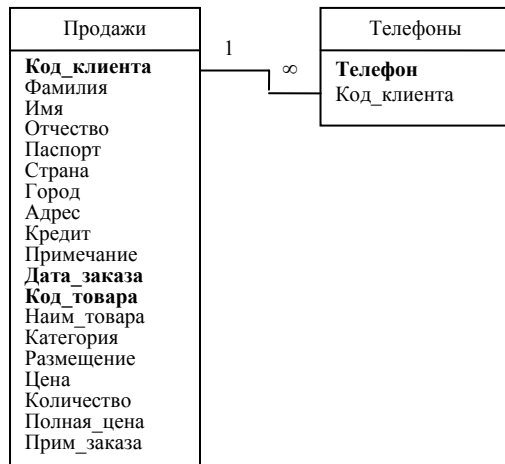 Продажи
Код_клиента
Фамилия
Имя
Отчество
Паспорт
Страна
Город
Адрес
Кредит
Примечание
Дата_заказа
Код_товара
Наим_товара
Категория
Размещение
Цена
Количество
Полная_цена
Прим_заказа
1
∞
Телефоны
Телефон
Код_клиента